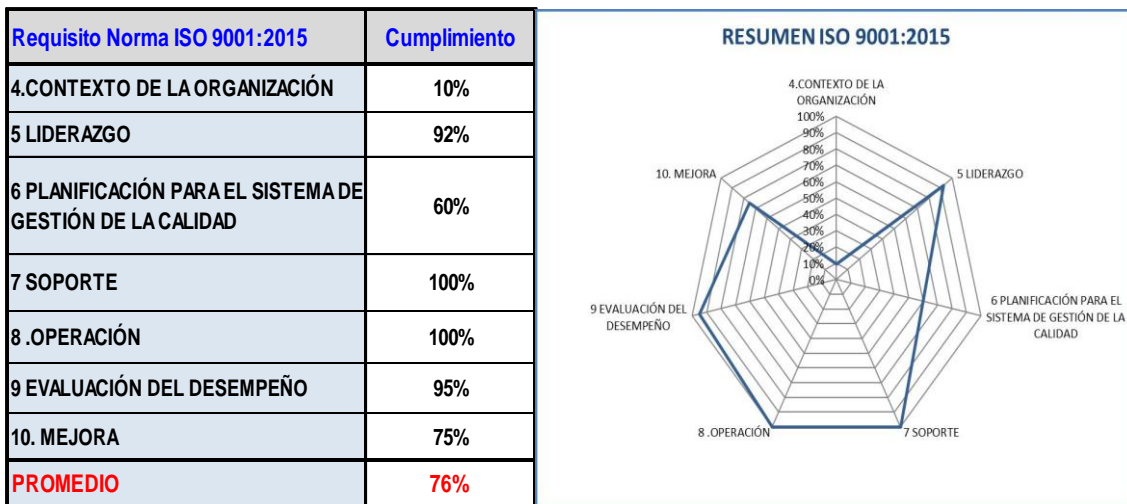 Requisito Norma ISO 9001:2015 Cumplimiento
4.CONTEXTO DE LA ORGANIZACIÓN 10%
5 LIDERAZGO 92%
6 PLANIFICACIÓN PARA EL SISTEMA DE
GESTIÓN DE LA CALIDAD 60%
7 SOPORTE 100%
8 .OPERACIÓN 100%
9 EVALUACIÓN DEL DESEMPEÑO 95%
10. MEJORA 75%
PROMEDIO 76%
RESUMEN ISO 9001:2015
4.CONTEXTO DE LA
ORGANIZACIÓN
100%
90%
80%
70%
60%
50%
40%
30%
20%
10%
0%
5 LIDERAZGO
6 PLANIFICACIÓN PARA EL
SISTEMA DE GESTIÓN DE LA
CALIDAD
7 SOPORTE
8 .OPERACIÓN
9 EVALUACIÓN DEL
DESEMPEÑO
10. MEJORA